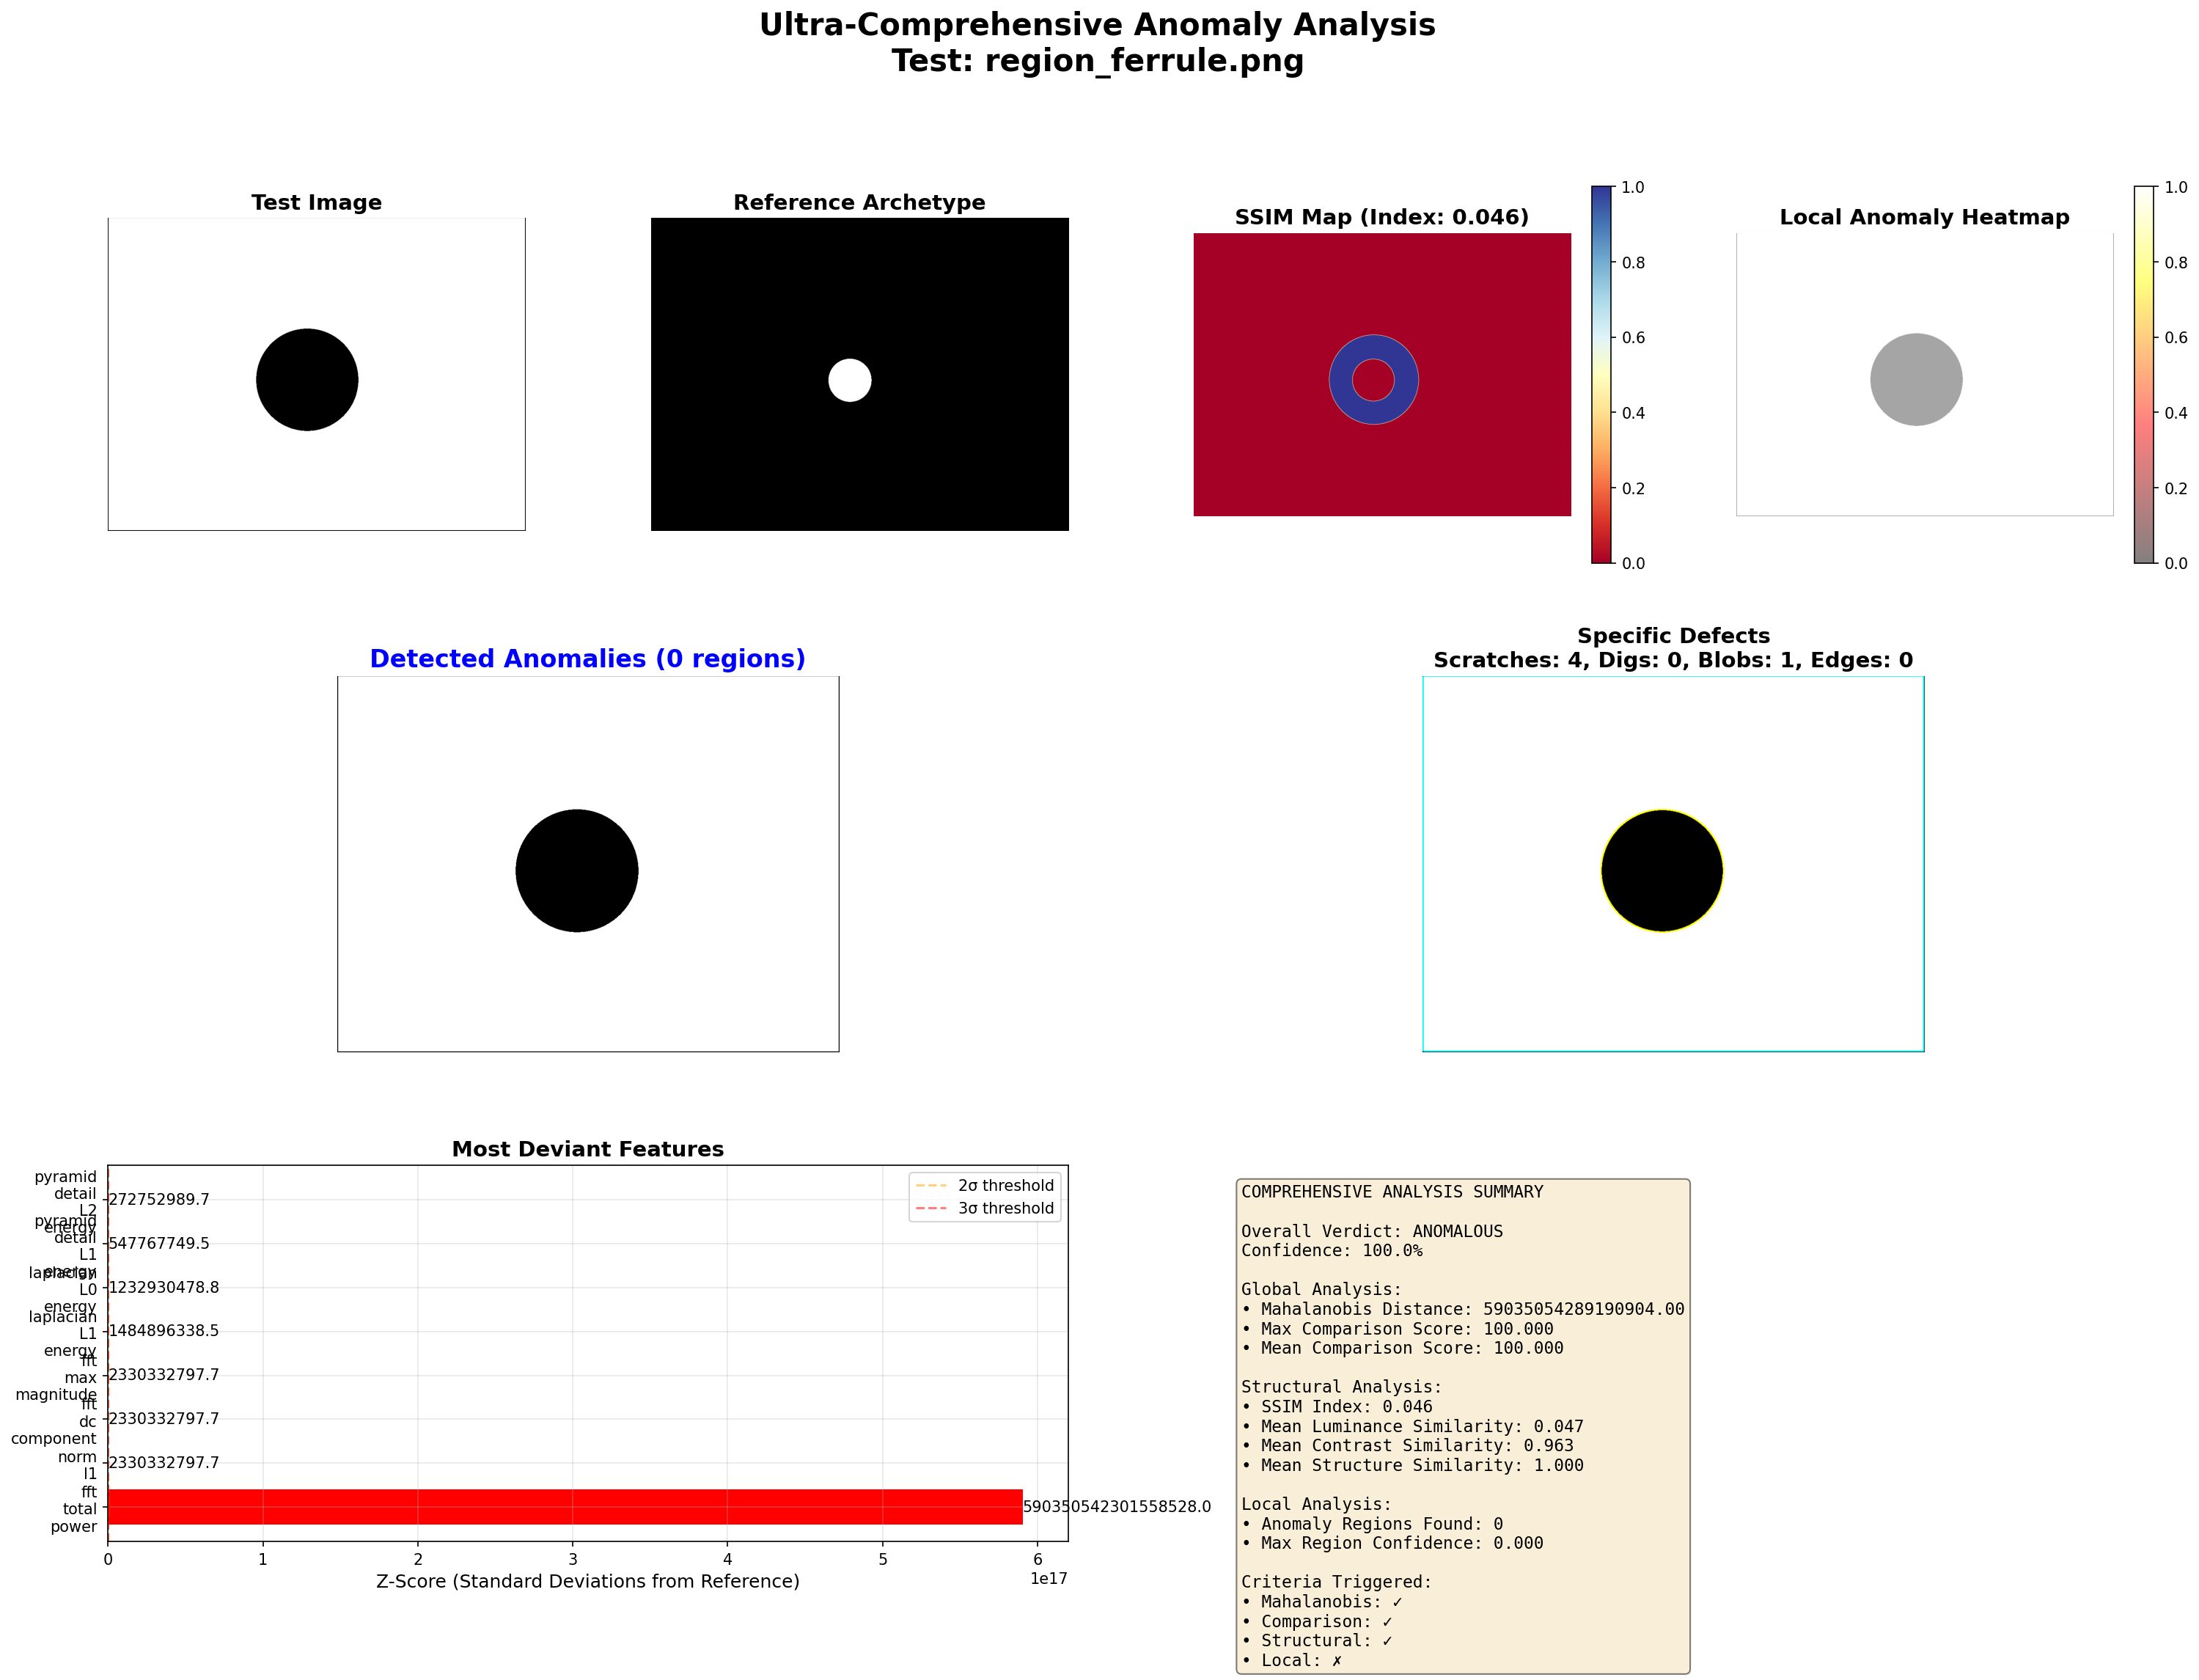 Ultra-Comprehensive Anomaly Analysis
Test: region_ferrule.png
Test Image
Reference Archetype
SSIM Map (Index: 0.046)
1.0
0.8
0.6
0.4
0.2
0.0
Local Anomaly Heatmap
1.0
0.8
0.6
0.4
0.2
0.0
Detected Anomalies (0 regions)
Specific Defects
Scratches: 4, Digs: 0, Blobs: 1, Edges: 0
Most Deviant Features
pyramid
detail
L2
energy
272752989.7
pyramid
detail
L1
energy
547767749.5
laplacian
L0
energy
1232930478.8
laplacian
L1
energy
1484896338.5
fft
max
magnitude
2330332797.7
fft
dc
component
2330332797.7
norm
l1
2330332797.7
fft
total
power
590350542301558528.0
2σ threshold
3σ threshold
0 1 2 3 4 5 6
1e17
Z-Score (Standard Deviations from Reference)
COMPREHENSIVE ANALYSIS SUMMARY
Overall Verdict: ANOMALOUS
Confidence: 100.0%
Global Analysis:
• Mahalanobis Distance: 59035054289190904.00
• Max Comparison Score: 100.000
• Mean Comparison Score: 100.000
Structural Analysis:
• SSIM Index: 0.046
• Mean Luminance Similarity: 0.047
• Mean Contrast Similarity: 0.963
• Mean Structure Similarity: 1.000
Local Analysis:
• Anomaly Regions Found: 0
• Max Region Confidence: 0.000
Criteria Triggered:
• Mahalanobis: ✓
• Comparison: ✓
• Structural: ✓
• Local: ✗